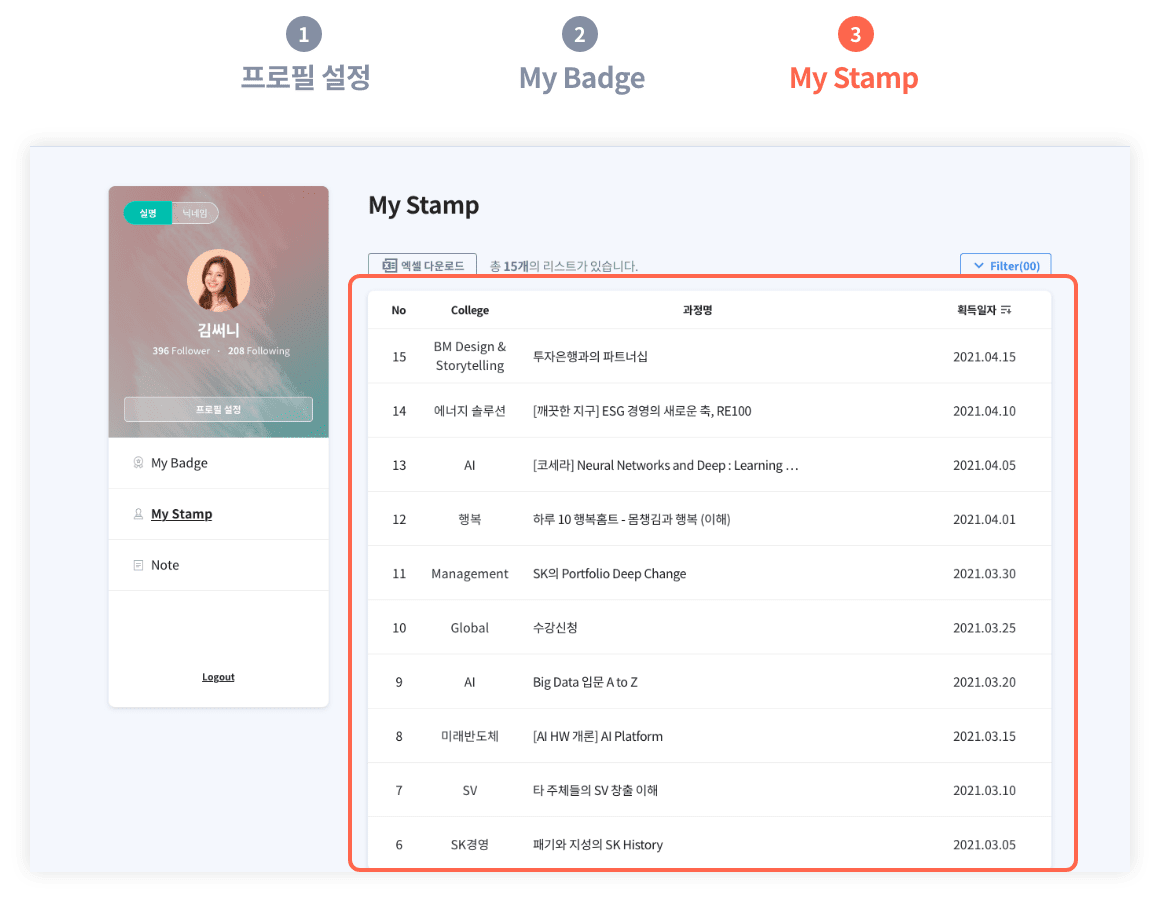 1
프로필 설정
2
My Badge
3
My Stamp
실명 닉네임
김써니
396 Follower · 208 Following
프로필 설정
My Badge
My Stamp
Note
Logout
My Stamp
엑셀 다운로드 총 15개의 리스트가 있습니다. Filter(00)
No College 과정명 획득일자
15 BM Design & Storytelling 투자은행과의 파트너십 2021.04.15
14 에너지 솔루션 [깨끗한 지구] ESG 경영의 새로운 축, RE100 2021.04.10
13 AI [코세라] Neural Networks and Deep : Learning ... 2021.04.05
12 행복 하루 10 행복홈트 - 몸챙김과 행복 (이해) 2021.04.01
11 Management SK의 Portfolio Deep Change 2021.03.30
10 Global 수강신청 2021.03.25
9 AI Big Data 입문 A to Z 2021.03.20
8 미래반도체 [AI HW 개론] AI Platform 2021.03.15
7 SV 타 주체들의 SV 창출 이해 2021.03.10
6 SK경영 패기와 지성의 SK History 2021.03.05